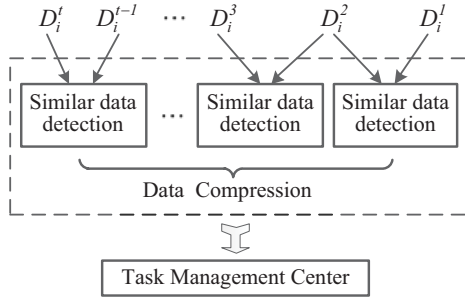 D_i^t D_i^{t-1} ... D_i^3 D_i^2 D_i^1
Similar data Similar data Similar data
detection ... detection detection
Data Compression
Task Management Center